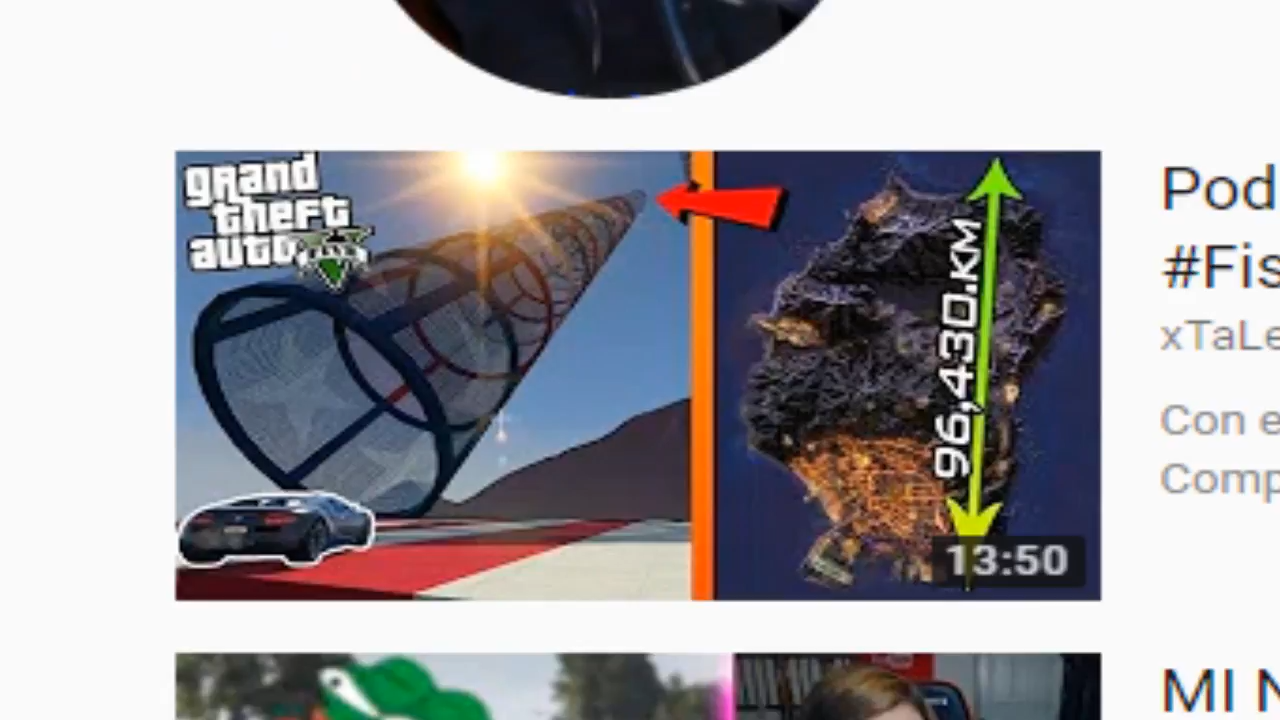 grand
theft
auto
96,430.KM
13:50
Pod
#Fis
xTaLe
Con e
Comp
MI N